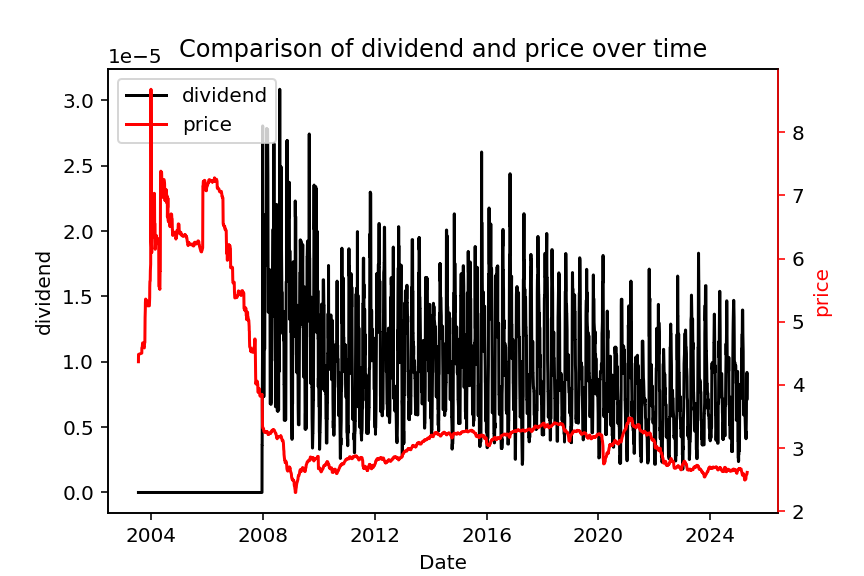 Comparison of dividend and price over time
1e−5
dividend
price
3.0
2.5
2.0
1.5
1.0
0.5
0.0
dividend
8
7
6
5
4
3
2
price
2004
2008
2012
2016
2020
2024
Date